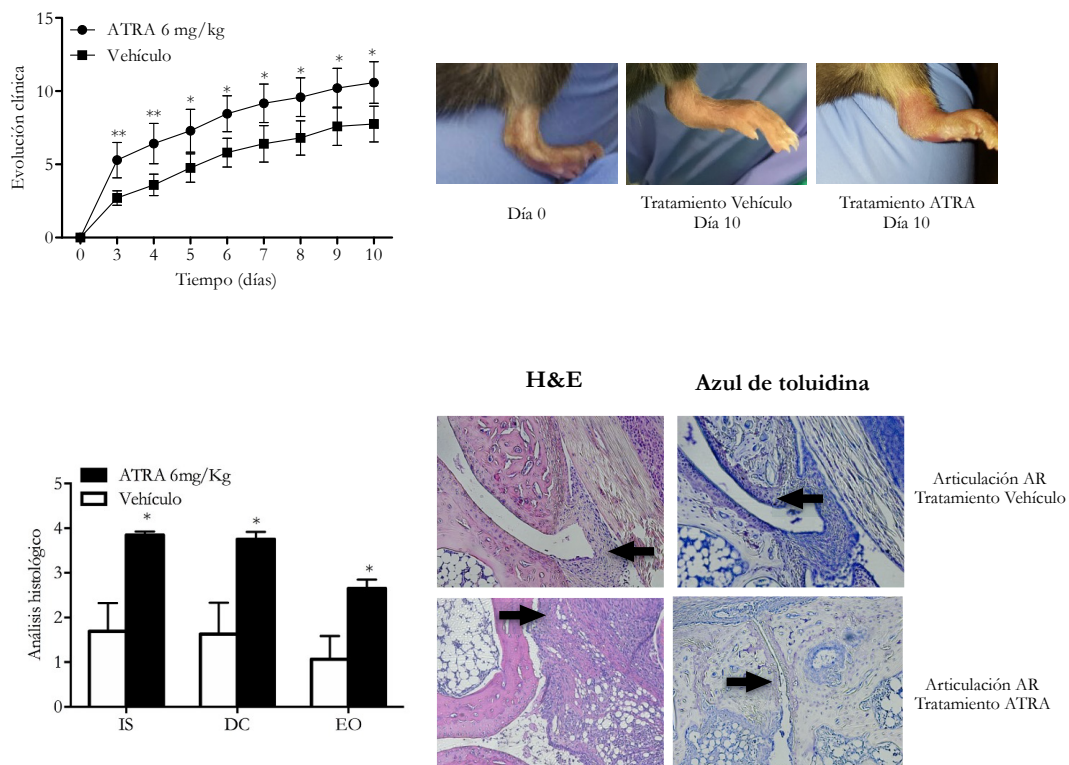 15
10
5
0
Evolución clínica
ATRA 6 mg/kg
Vehículo
**
**
*
*
*
*
*
*
0 3 4 5 6 7 8 9 10
Tiempo (días)
Día 0
Tratamiento Vehículo
Día 10
Tratamiento ATRA
Día 10
5
4
3
2
1
0
Análisis histológico
ATRA 6mg/Kg
Vehículo
*
*
*
IS DC EO
H&E
Azul de toluidina
Articulación AR
Tratamiento Vehículo
Articulación AR
Tratamiento ATRA